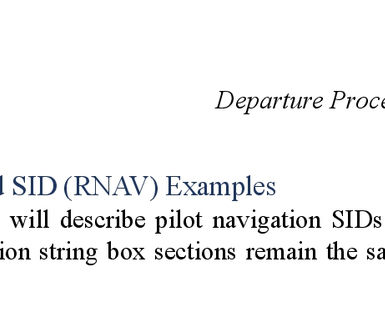 Departure Proce
SID (RNAV) Examples
will describe pilot navigation SIDs
ion string box sections remain the sa